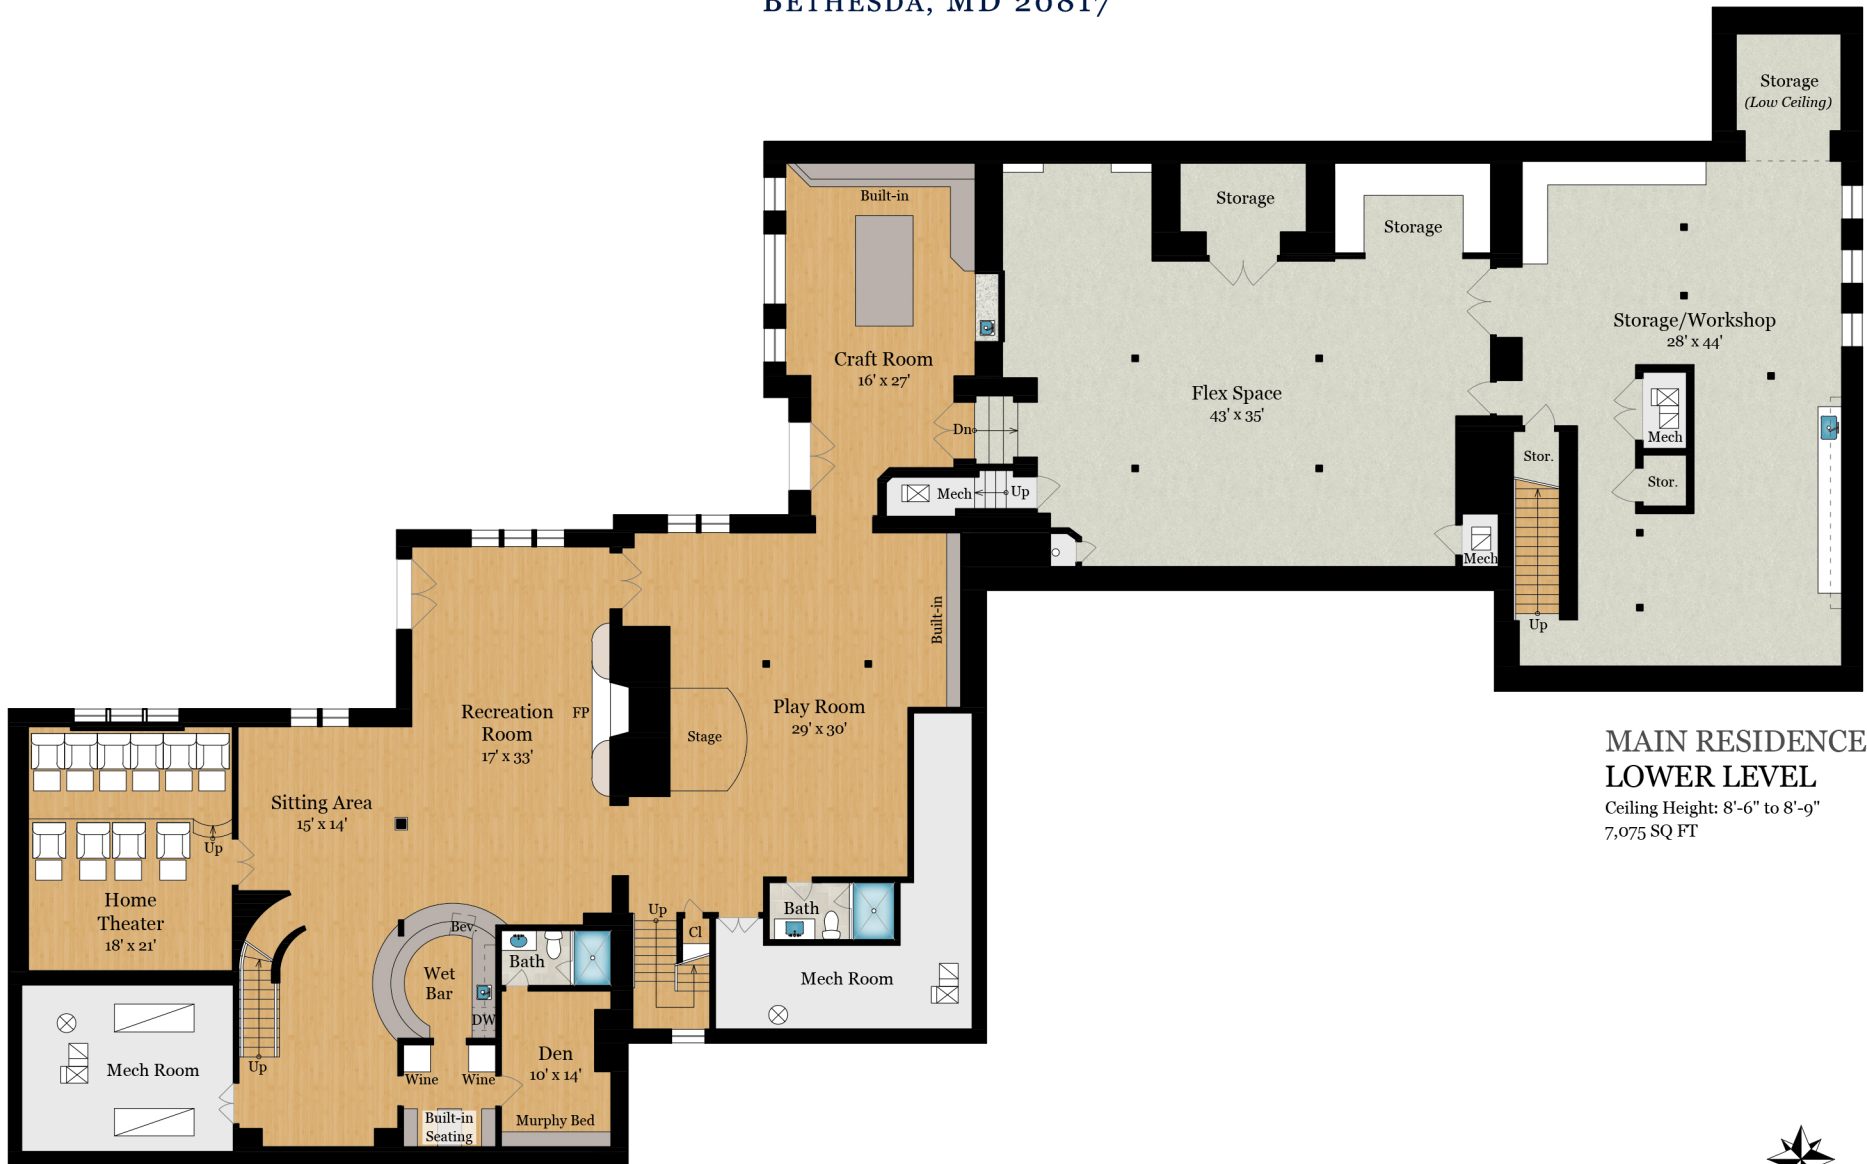 BETHESDA, MD 20817
Storage
(Low Ceiling)
Built-in
Storage
Storage
Storage/Workshop
28' x 44'
Craft Room
16' x 27'
Flex Space
43' x 35'
Dn
Mech
Stor.
Stor.
Mech
Up
Mech
Up
Built-in
Recreation
Room
17' x 33'
FP
Stage
Play Room
29' x 30'
Sitting Area
15' x 14'
Up
Home
Theater
18' x 21'
Bev.
Wet
Bar
DW
Bath
Up
Cl
Bath
Mech Room
Mech Room
Up
Wine
Wine
Den
10' x 14'
Built-in
Seating
Murphy Bed
MAIN RESIDENCE
LOWER LEVEL
Ceiling Height: 8'-6" to 8'-9"
7,075 SQ FT